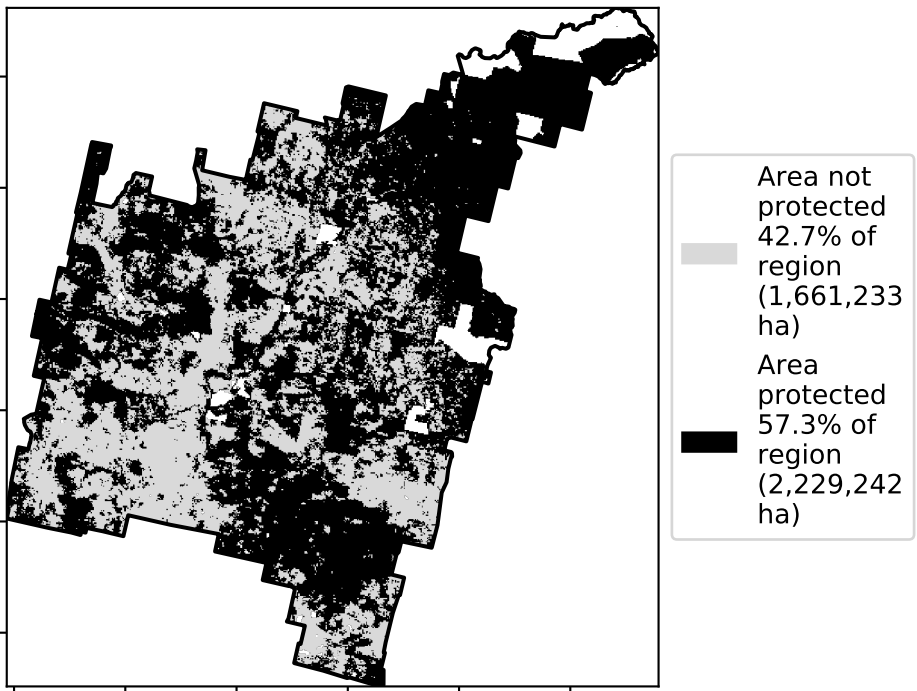 Area not
protected
42.7% of
region
(1,661,233
ha)
Area
protected
57.3% of
region
(2,229,242
ha)